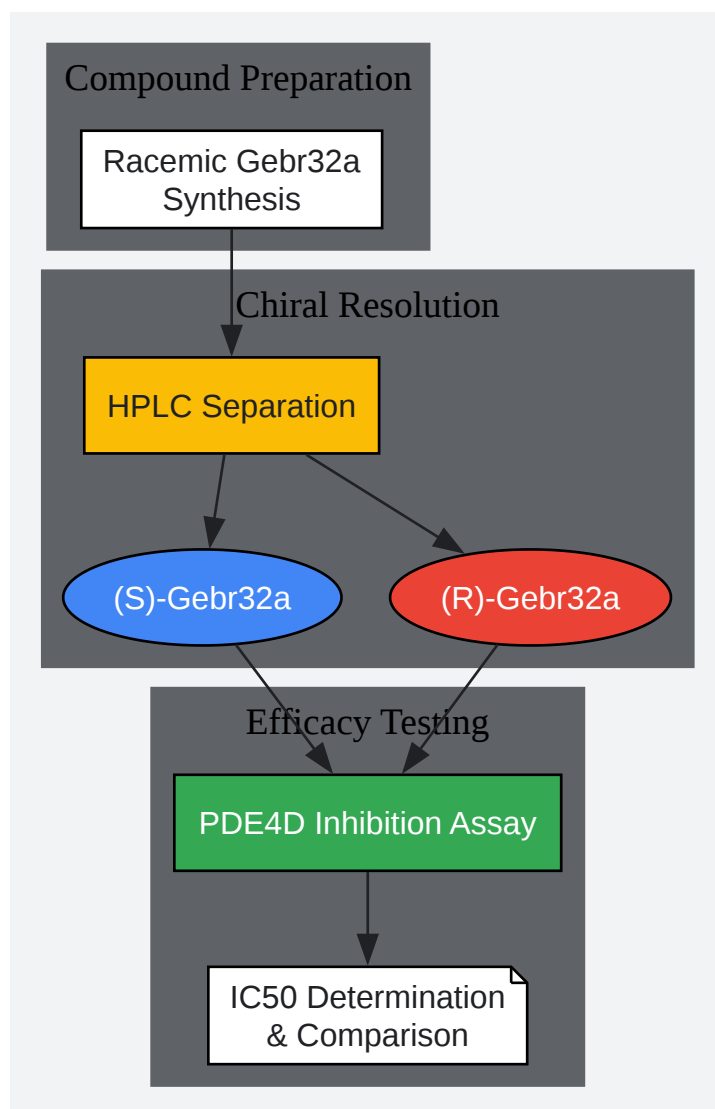 Compound Preparation
Racemic Gebr32a
Synthesis
Chiral Resolution
HPLC Separation
(S)-Gebr32a
(R)-Gebr32a
Efficacy Testing
PDE4D Inhibition Assay
IC50 Determination
& Comparison